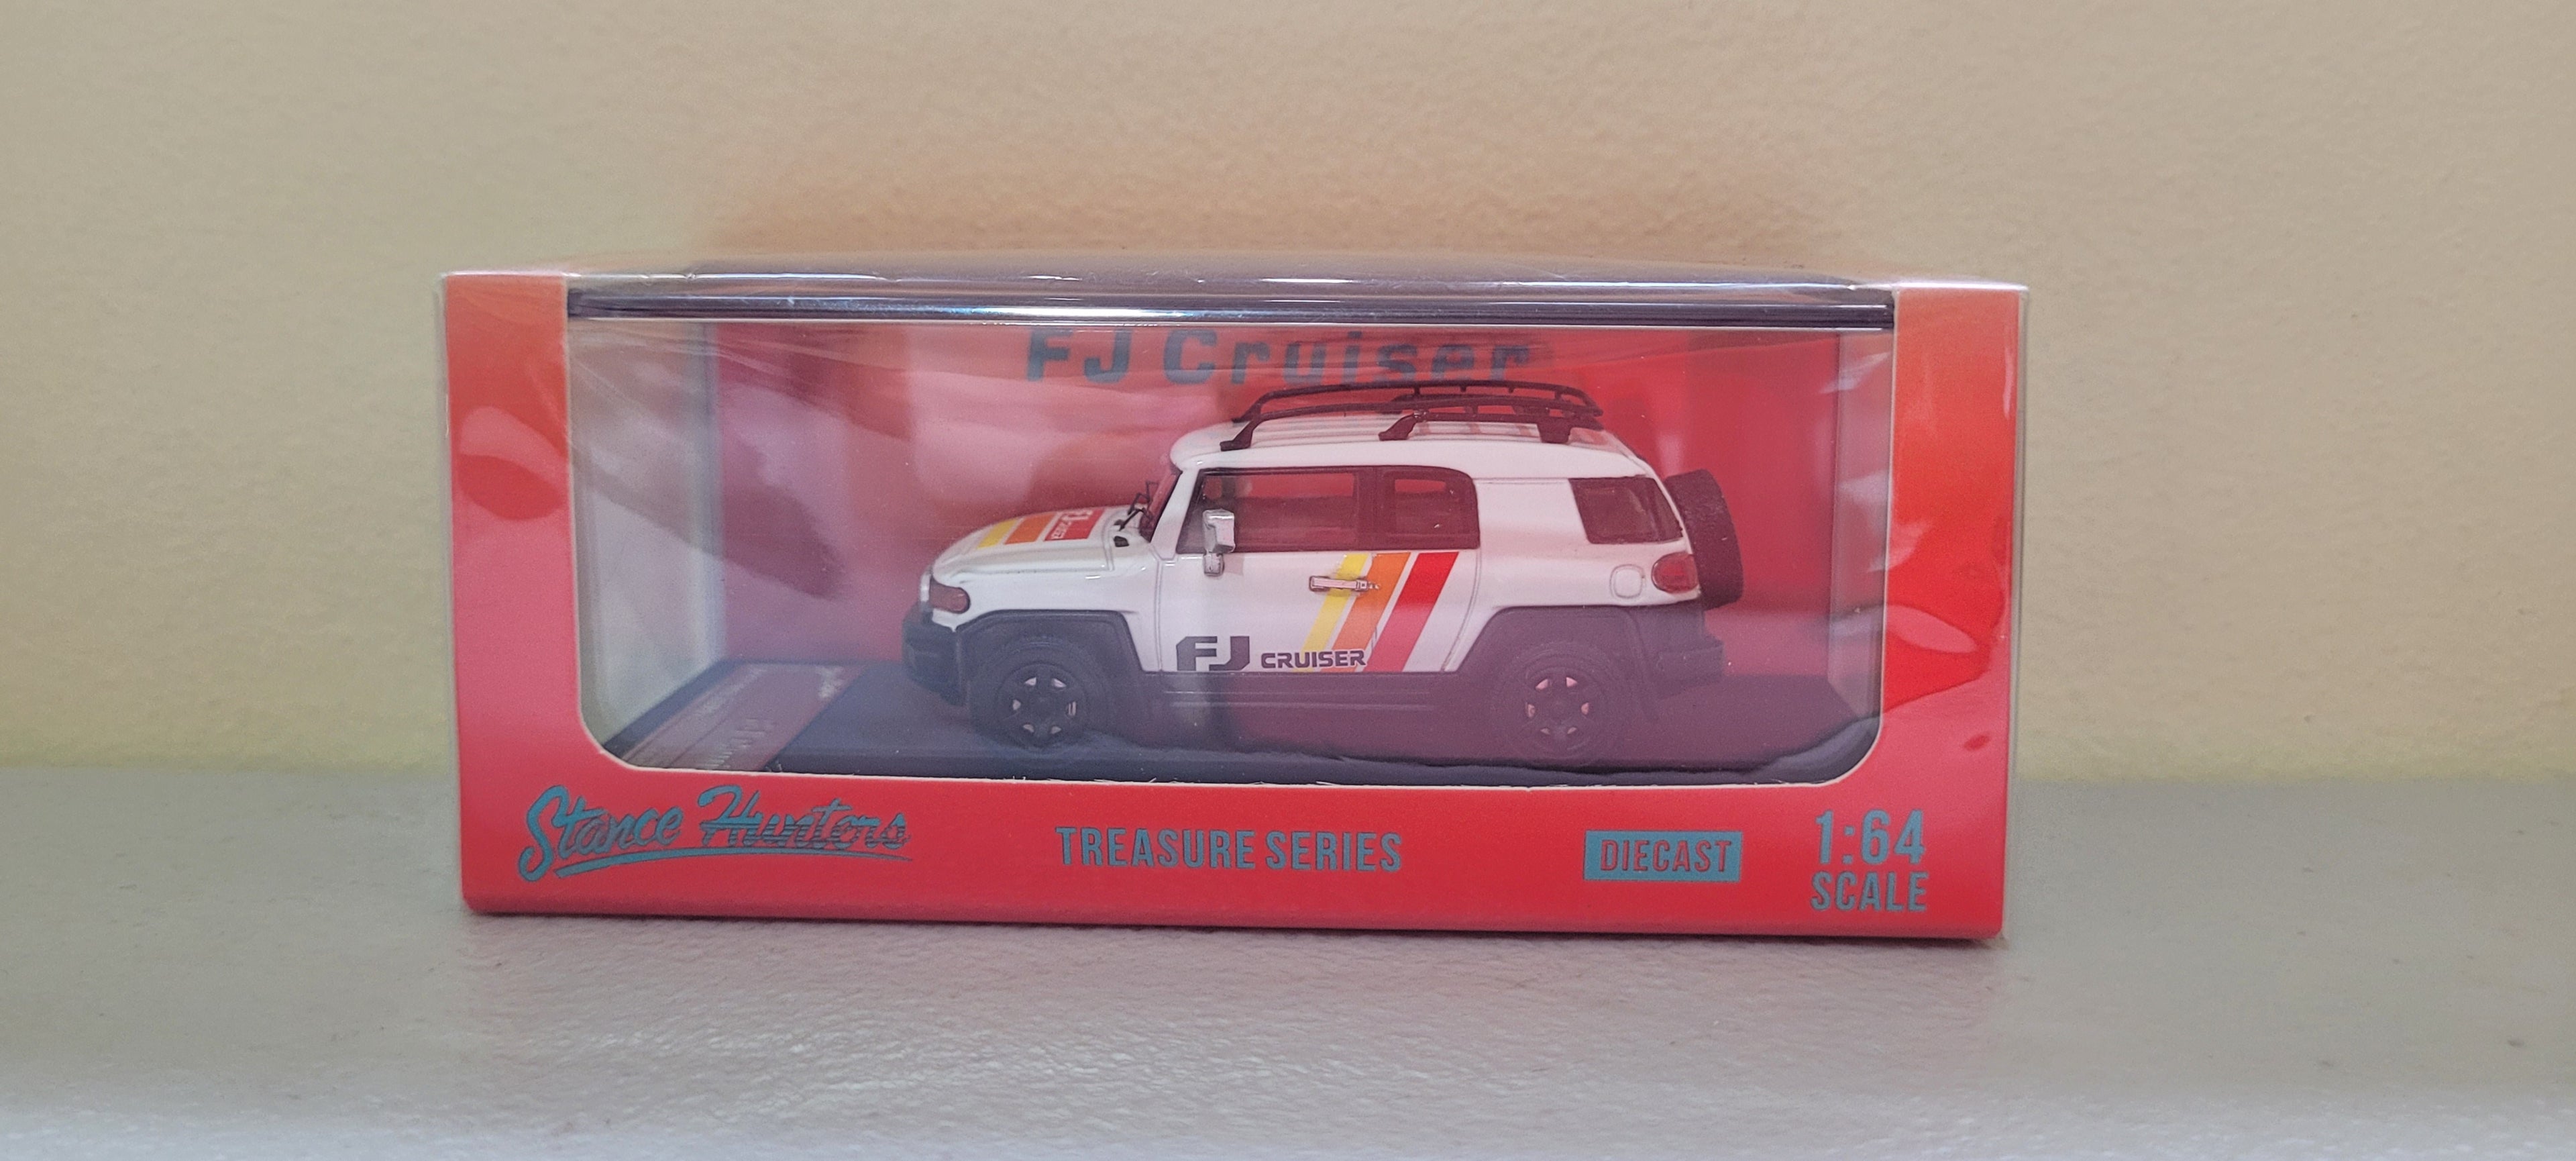 FJ Cruiser
FJ CRUISER
Stance Hunters
TREASURE SERIES
DIECAST
1:64
SCALE